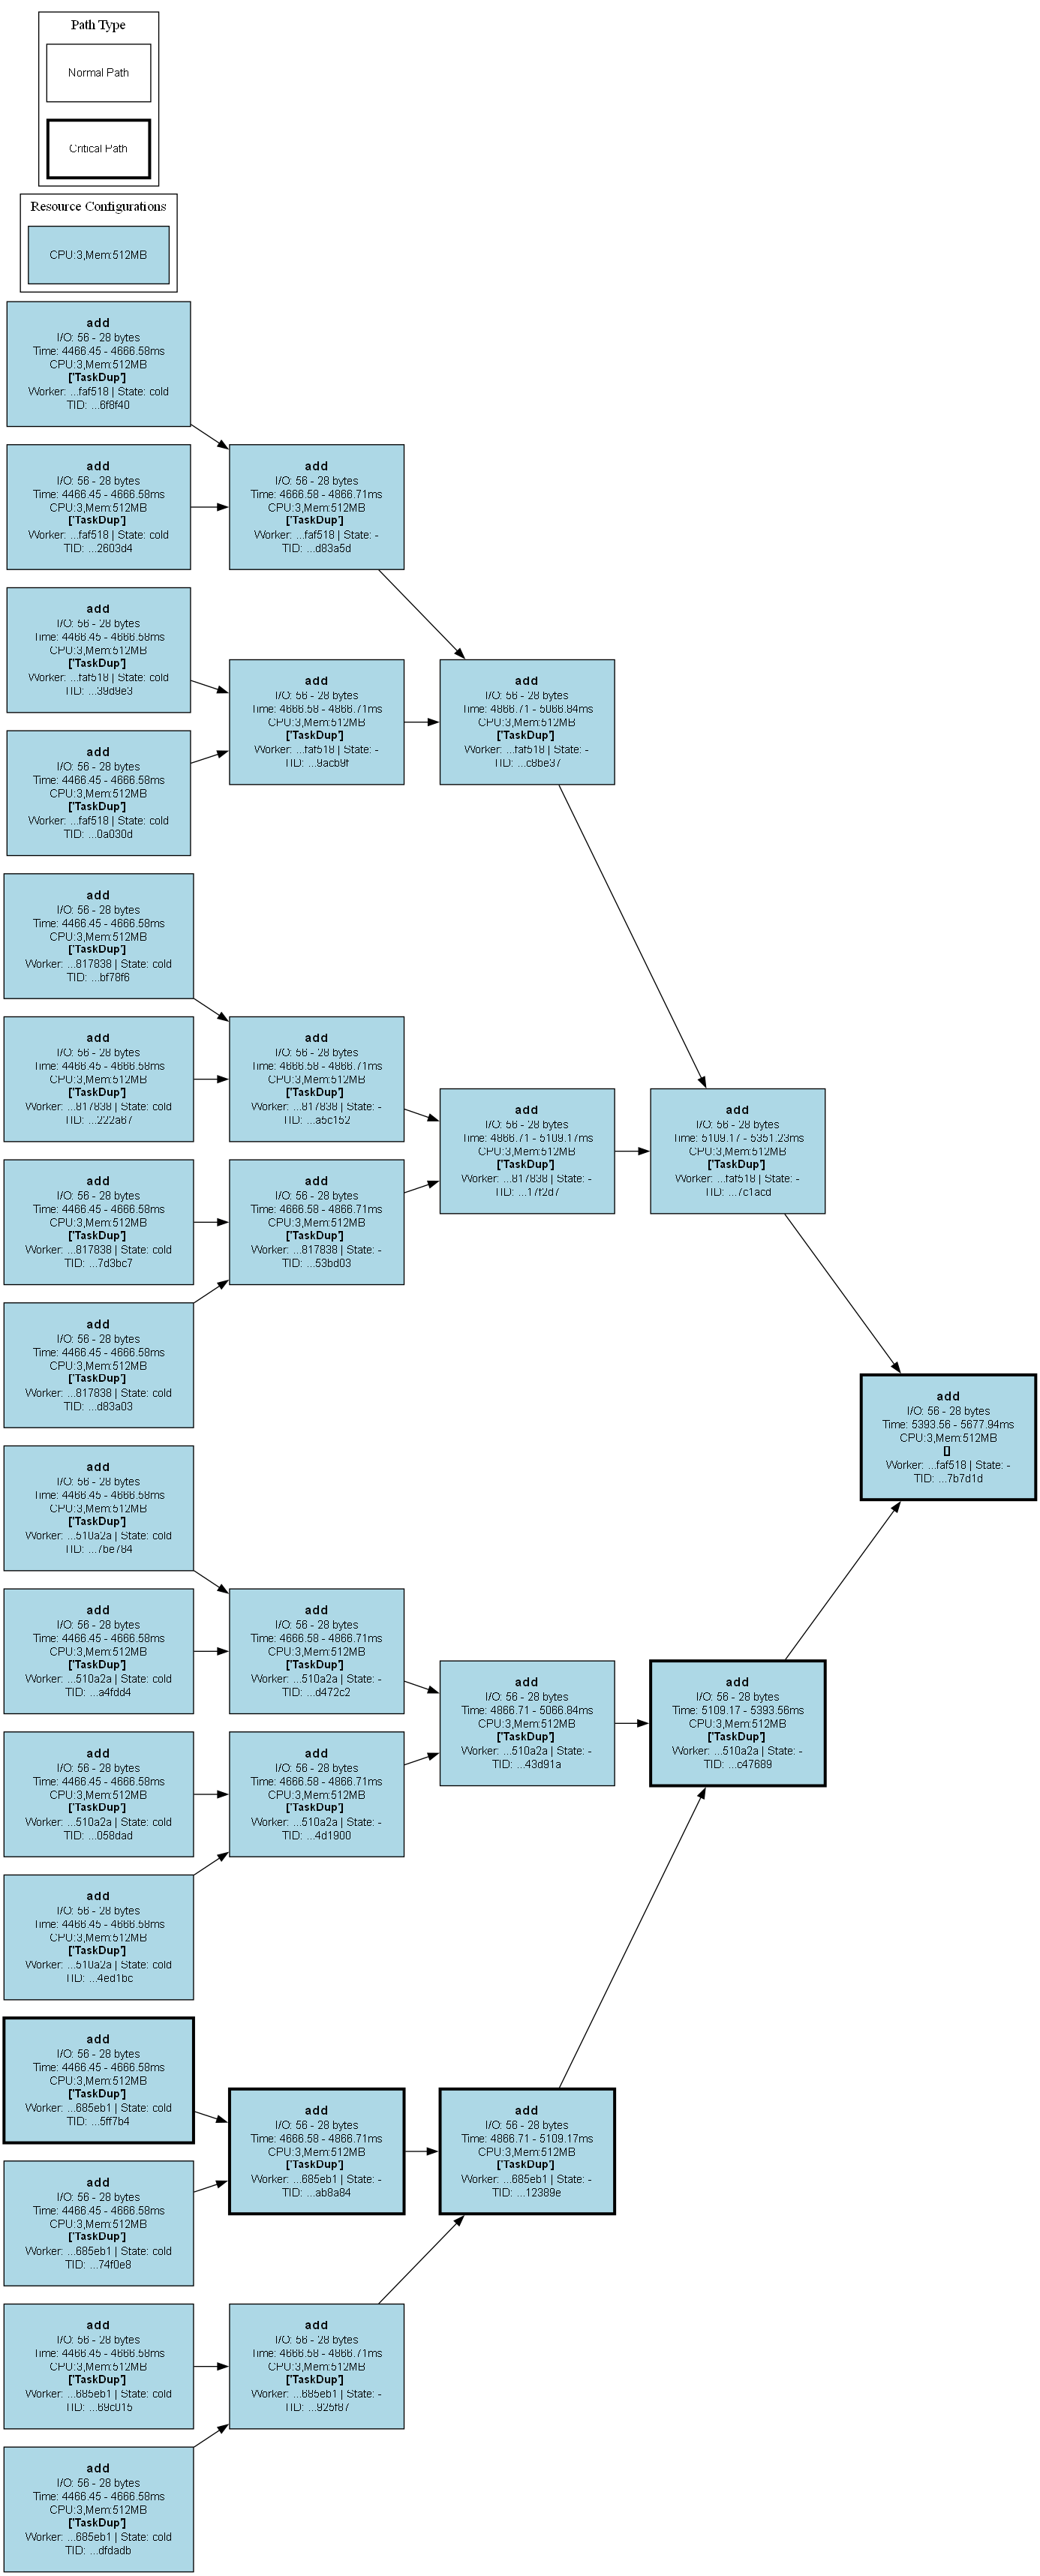 Path Type
Normal Path
Critical Path
Resource Configurations
CPU:3,Mem:512MB
add
I/O: 56 - 28 bytes
Time: 4466.45 - 4666.58ms
CPU:3,Mem:512MB
['TaskDup']
Worker: ...faf518 | State: cold
TID: ...6f8f40
add
I/O: 56 - 28 bytes
Time: 4466.45 - 4666.58ms
CPU:3,Mem:512MB
['TaskDup']
Worker: ...faf518 | State: cold
TID: ...2603d4
add
I/O: 56 - 28 bytes
Time: 4666.58 - 4866.71ms
CPU:3,Mem:512MB
['TaskDup']
Worker: ...faf518 | State: -
TID: ...d83a5d
add
I/O: 56 - 28 bytes
Time: 4466.45 - 4666.58ms
CPU:3,Mem:512MB
['TaskDup']
Worker: ...faf518 | State: cold
TID: ...39d9e3
add
I/O: 56 - 28 bytes
Time: 4666.58 - 4866.71ms
CPU:3,Mem:512MB
['TaskDup']
Worker: ...faf518 | State: -
TID: ...9acb9f
add
I/O: 56 - 28 bytes
Time: 4866.71 - 5066.84ms
CPU:3,Mem:512MB
['TaskDup']
Worker: ...faf518 | State: -
TID: ...c8be37
add
I/O: 56 - 28 bytes
Time: 4466.45 - 4666.58ms
CPU:3,Mem:512MB
['TaskDup']
Worker: ...faf518 | State: cold
TID: ...0a030d
add
I/O: 56 - 28 bytes
Time: 4466.45 - 4666.58ms
CPU:3,Mem:512MB
['TaskDup']
Worker: ...817838 | State: cold
TID: ...bf78f6
add
I/O: 56 - 28 bytes
Time: 4466.45 - 4666.58ms
CPU:3,Mem:512MB
['TaskDup']
Worker: ...817838 | State: cold
TID: ...222a67
add
I/O: 56 - 28 bytes
Time: 4666.58 - 4866.71ms
CPU:3,Mem:512MB
['TaskDup']
Worker: ...817838 | State: -
TID: ...a5c152
add
I/O: 56 - 28 bytes
Time: 4866.71 - 5109.17ms
CPU:3,Mem:512MB
['TaskDup']
Worker: ...817838 | State: -
TID: ...17f2d7
add
I/O: 56 - 28 bytes
Time: 5109.17 - 5351.23ms
CPU:3,Mem:512MB
['TaskDup']
Worker: ...faf518 | State: -
TID: ...7c1acd
add
I/O: 56 - 28 bytes
Time: 4466.45 - 4666.58ms
CPU:3,Mem:512MB
['TaskDup']
Worker: ...817838 | State: cold
TID: ...7d3bc7
add
I/O: 56 - 28 bytes
Time: 4666.58 - 4866.71ms
CPU:3,Mem:512MB
['TaskDup']
Worker: ...817838 | State: -
TID: ...53bd03
add
I/O: 56 - 28 bytes
Time: 4466.45 - 4666.58ms
CPU:3,Mem:512MB
['TaskDup']
Worker: ...817838 | State: cold
TID: ...d83a03
add
I/O: 56 - 28 bytes
Time: 5393.56 - 5677.94ms
CPU:3,Mem:512MB
[]
Worker: ...faf518 | State: -
TID: ...7b7d1d
add
I/O: 56 - 28 bytes
Time: 4466.45 - 4666.58ms
CPU:3,Mem:512MB
['TaskDup']
Worker: ...510a2a | State: cold
TID: ...7be784
add
I/O: 56 - 28 bytes
Time: 4466.45 - 4666.58ms
CPU:3,Mem:512MB
['TaskDup']
Worker: ...510a2a | State: cold
TID: ...a4fdd4
add
I/O: 56 - 28 bytes
Time: 4666.58 - 4866.71ms
CPU:3,Mem:512MB
['TaskDup']
Worker: ...510a2a | State: -
TID: ...d472c2
add
I/O: 56 - 28 bytes
Time: 4866.71 - 5066.84ms
CPU:3,Mem:512MB
['TaskDup']
Worker: ...510a2a | State: -
TID: ...43d91a
add
I/O: 56 - 28 bytes
Time: 5109.17 - 5393.56ms
CPU:3,Mem:512MB
['TaskDup']
Worker: ...510a2a | State: -
TID: ...c47689
add
I/O: 56 - 28 bytes
Time: 4466.45 - 4666.58ms
CPU:3,Mem:512MB
['TaskDup']
Worker: ...510a2a | State: cold
TID: ...058dad
add
I/O: 56 - 28 bytes
Time: 4666.58 - 4866.71ms
CPU:3,Mem:512MB
['TaskDup']
Worker: ...510a2a | State: -
TID: ...4d1900
add
I/O: 56 - 28 bytes
Time: 4466.45 - 4666.58ms
CPU:3,Mem:512MB
['TaskDup']
Worker: ...510a2a | State: cold
TID: ...4ed1bc
add
I/O: 56 - 28 bytes
Time: 4466.45 - 4666.58ms
CPU:3,Mem:512MB
['TaskDup']
Worker: ...685eb1 | State: cold
TID: ...5ff7b4
add
I/O: 56 - 28 bytes
Time: 4666.58 - 4866.71ms
CPU:3,Mem:512MB
['TaskDup']
Worker: ...685eb1 | State: -
TID: ...ab8a84
add
I/O: 56 - 28 bytes
Time: 4866.71 - 5109.17ms
CPU:3,Mem:512MB
['TaskDup']
Worker: ...685eb1 | State: -
TID: ...12389e
add
I/O: 56 - 28 bytes
Time: 4466.45 - 4666.58ms
CPU:3,Mem:512MB
['TaskDup']
Worker: ...685eb1 | State: cold
TID: ...74f0e8
add
I/O: 56 - 28 bytes
Time: 4466.45 - 4666.58ms
CPU:3,Mem:512MB
['TaskDup']
Worker: ...685eb1 | State: cold
TID: ...69c015
add
I/O: 56 - 28 bytes
Time: 4666.58 - 4866.71ms
CPU:3,Mem:512MB
['TaskDup']
Worker: ...685eb1 | State: -
TID: ...925f87
add
I/O: 56 - 28 bytes
Time: 4466.45 - 4666.58ms
CPU:3,Mem:512MB
['TaskDup']
Worker: ...685eb1 | State: cold
TID: ...dfdadb